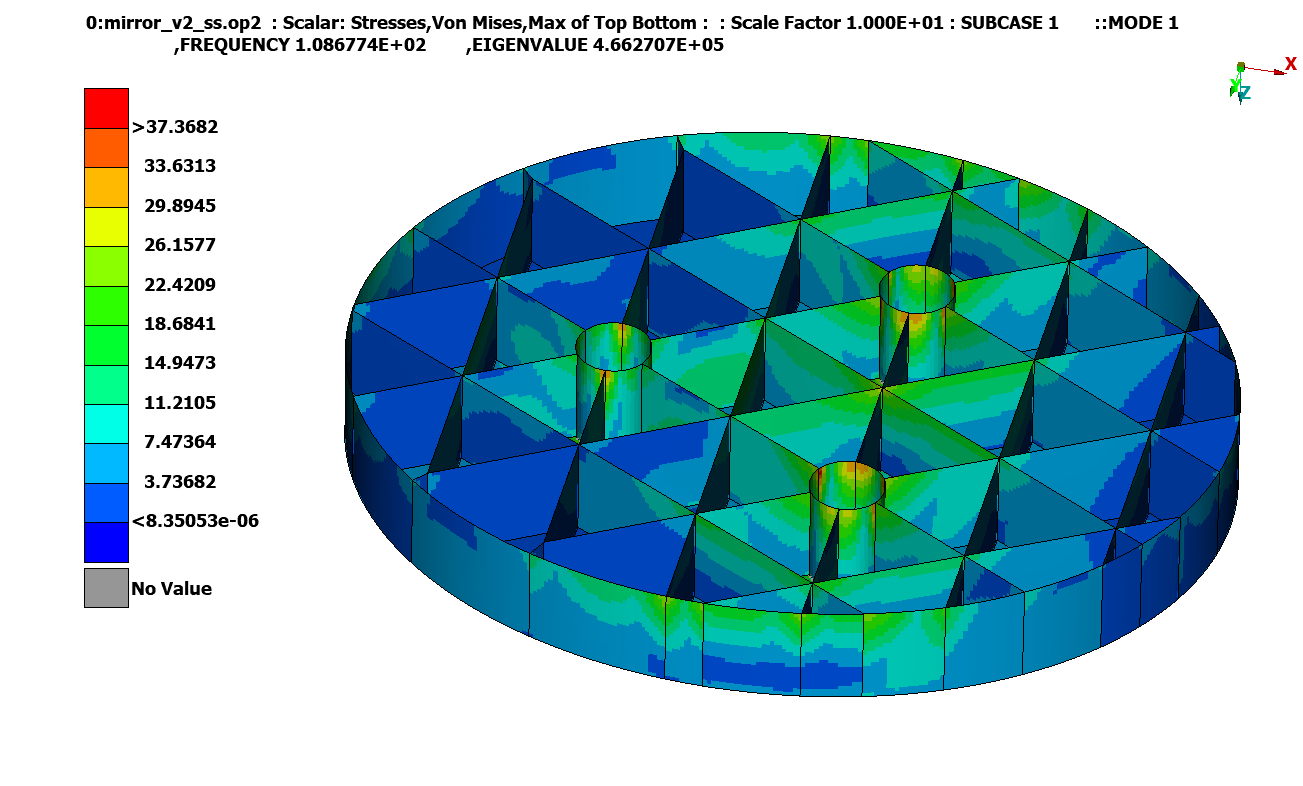 0:mirror_v2_ss.op2 : Scalar: Stresses,Von Mises,Max of Top Bottom : : Scale Factor 1.000E+01 : SUBCASE 1 ::MODE 1
,FREQUENCY 1.086774E+02 ,EIGENVALUE 4.662707E+05
X
Y
Z
>37.3682
33.6313
29.8945
26.1577
22.4209
18.6841
14.9473
11.2105
7.47364
3.73682
<8.35053e-06
No Value